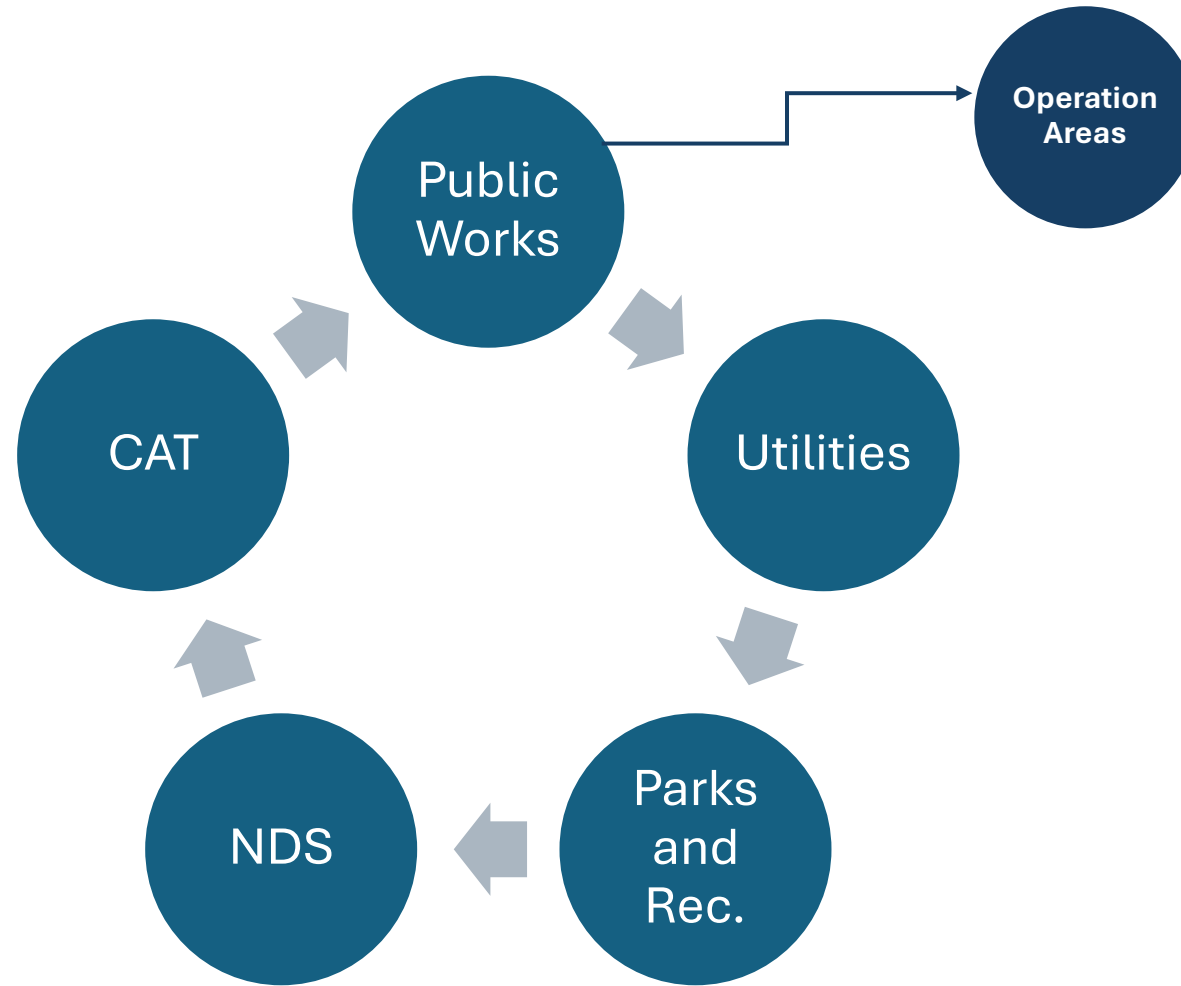 Operation
Areas
Public
Works
CAT
Utilities
NDS
Parks
and
Rec.